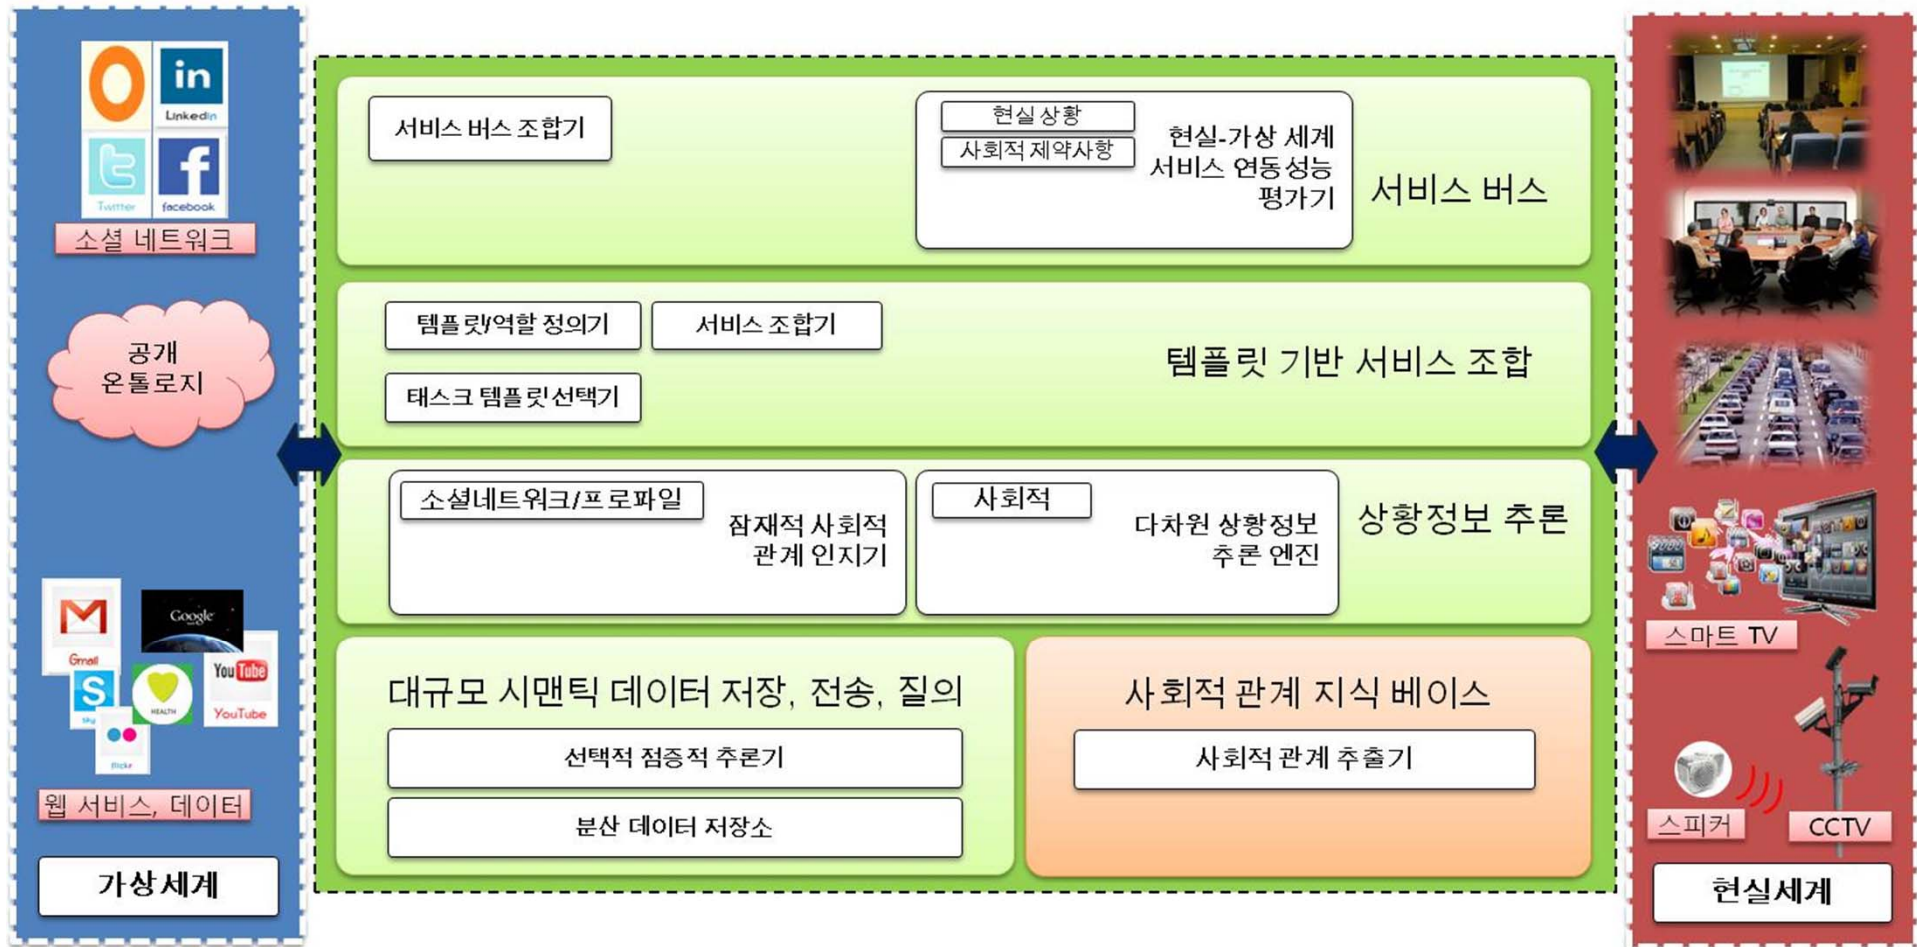 in
Linkedin
Twitter
facebook
소셜 네트워크
공개
온톨로지
Gmail
Google
You Tube
YouTube
S
HEALTH
flickr
웹 서비스, 데이터
가상세계
서비스 버스 조합기
현실 상황
사회적 제약사항
현실-가상 세계
서비스 연동성능
평가기
서비스 버스
템플릿/역할 정의기
서비스 조합기
태스크 템플릿 선택기
템플릿 기반 서비스 조합
소셜네트워크/프로파일
잠재적 사회적
관계 인지기
사회적
다차원 상황정보
추론 엔진
상황정보 추론
대규모 시맨틱 데이터 저장, 전송, 질의
선택적 점증적 추론기
분산 데이터 저장소
사회적 관계 지식 베이스
사회적 관계 추출기
스마트 TV
스피커
CCTV
현실세계